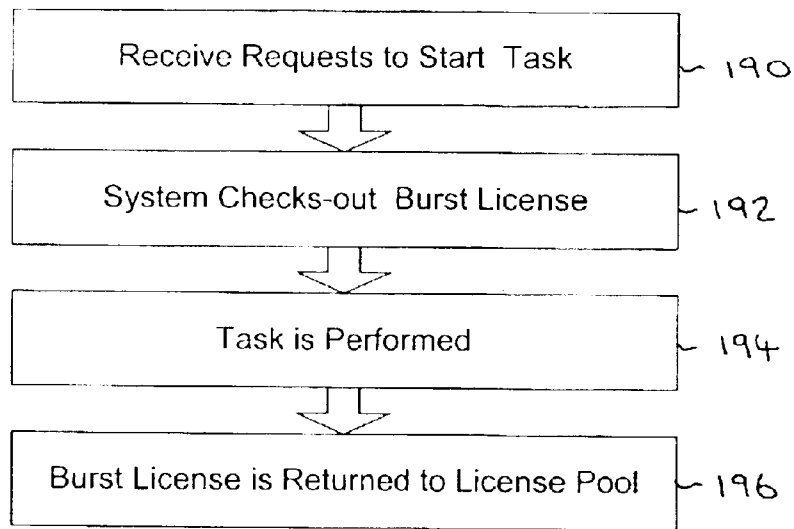 Receive Requests to Start Task
190
System Checks-out Burst License
192
Task is Performed
194
Burst License is Returned to License Pool
196